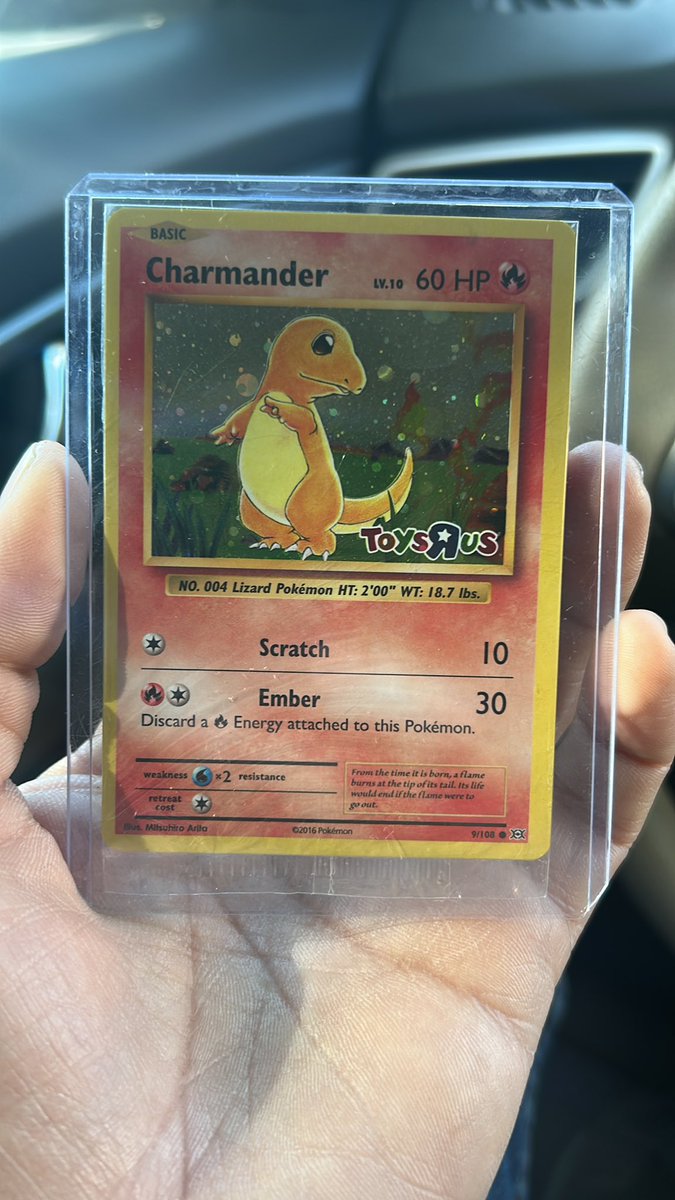 BASIC
Charmander LV.10 60 HP
TOYSRUS
NO. 004 Lizard Pokémon HT: 2'00" WT: 18.7 lbs.
Scratch 10
Ember 30
Discard a Energy attached to this Pokémon.
weakness ×2 resistance
retreat
cost
From the time it is born, a flame
burns at the tip of its tail. Its life
would end if the flame were to
go out.
Illus. Mitsuhiro Arita ©2016 Pokémon 9/108